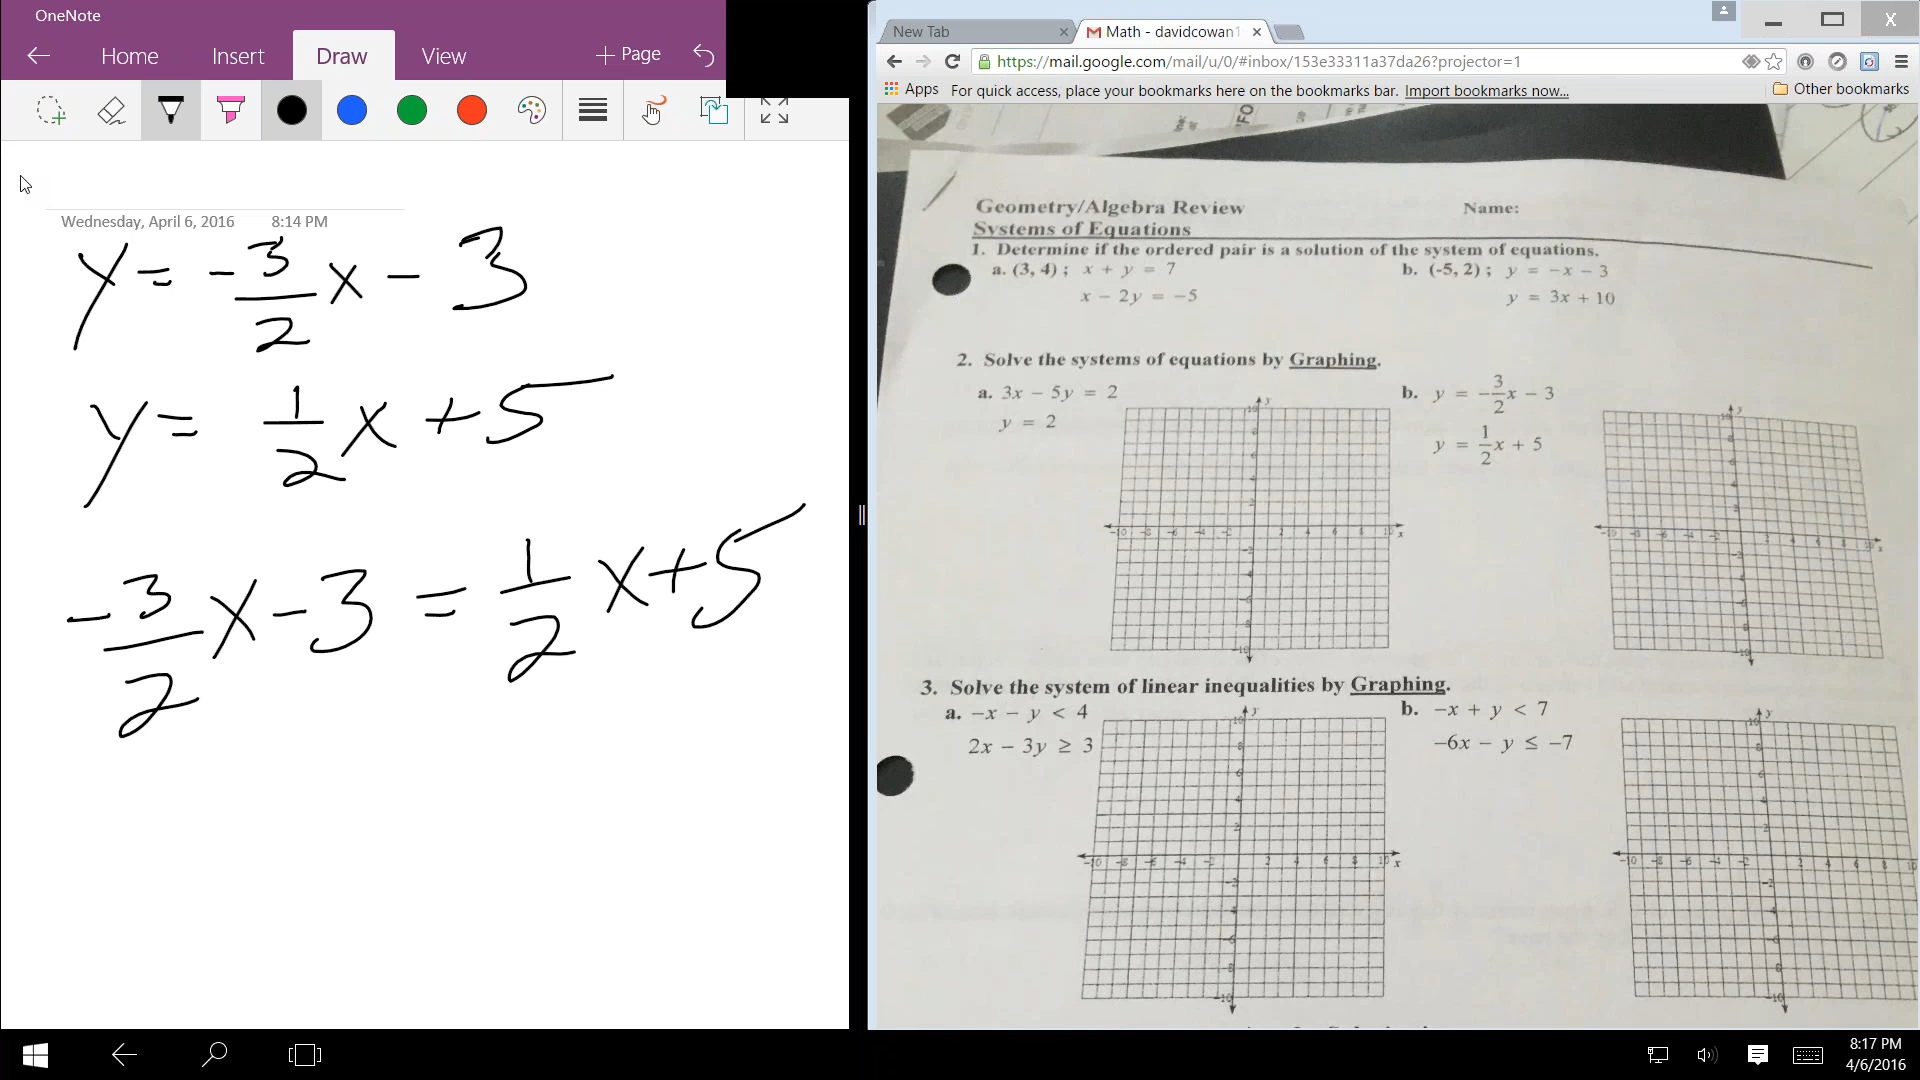 OneNote
Home Insert Draw View + Page
Wednesday, April 6, 2016 8:14 PM
y = -3/2 x - 3
y = 1/2 x + 5
-3/2 x - 3 = 1/2 x + 5
New Tab
Math - davidcowan1
https://mail.google.com/mail/u/0/#inbox/153e33311a37da26?projector=1
Apps For quick access, place your bookmarks here on the bookmarks bar. Import bookmarks now... Other bookmarks
Geometry/Algebra Review Name:
Systems of Equations
1. Determine if the ordered pair is a solution of the system of equations.
a. (3, 4) ; x + y = 7
x - 2y = -5
b. (-5, 2) ; y = -x - 3
y = 3x + 10
2. Solve the systems of equations by Graphing.
a. 3x - 5y = 2
y = 2
b. y = -3/2 x - 3
y = 1/2 x + 5
3. Solve the system of linear inequalities by Graphing.
a. -x - y < 4
2x - 3y ≥ 3
b. -x + y < 7
-6x - y ≤ -7
8:17 PM
4/6/2016